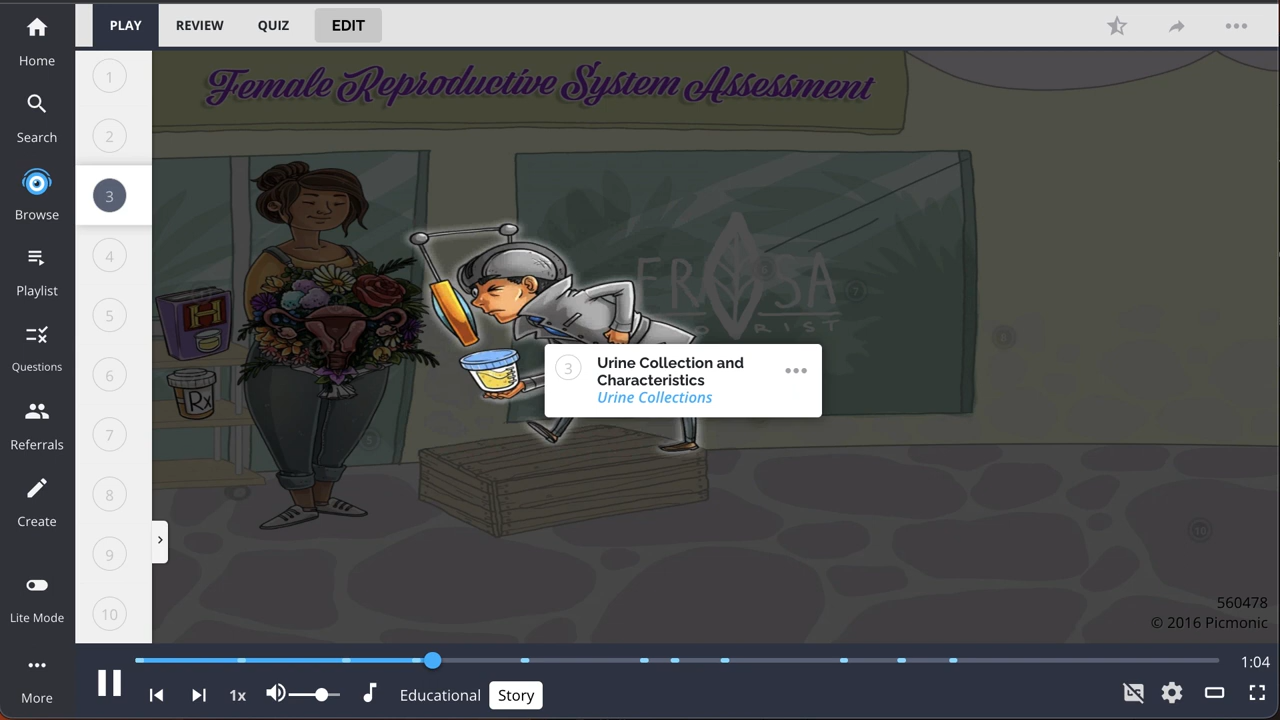 PLAY REVIEW QUIZ EDIT
Home
Search
Browse
Playlist
Questions
Referrals
Create
Lite Mode
More
1
2
3
4
5
6
7
8
9
10
Female Reproductive System Assessment
H
Rx
3
Urine Collection and
Characteristics
Urine Collections
10
560478
© 2016 Picmonic
1:04
1x
Educational Story